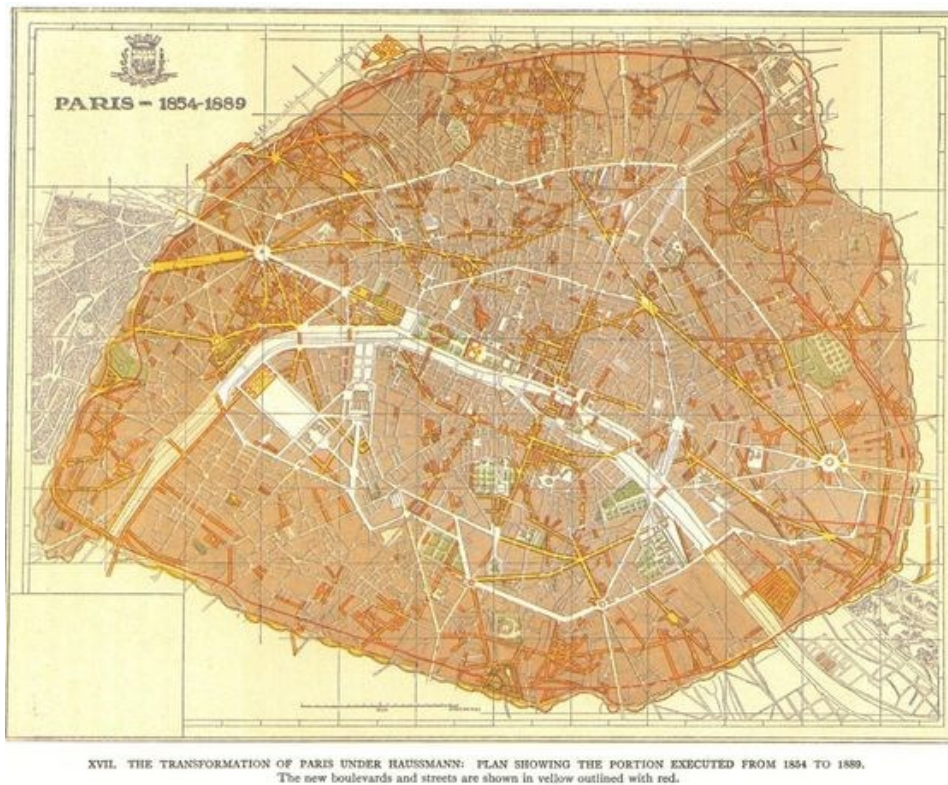 PARIS - 1854-1889
XVII. THE TRANSFORMATION OF PARIS UNDER HAUSSMANN: PLAN SHOWING THE PORTION EXECUTED FROM 1854 TO 1889.
The new boulevards and streets are shown in yellow outlined with red.